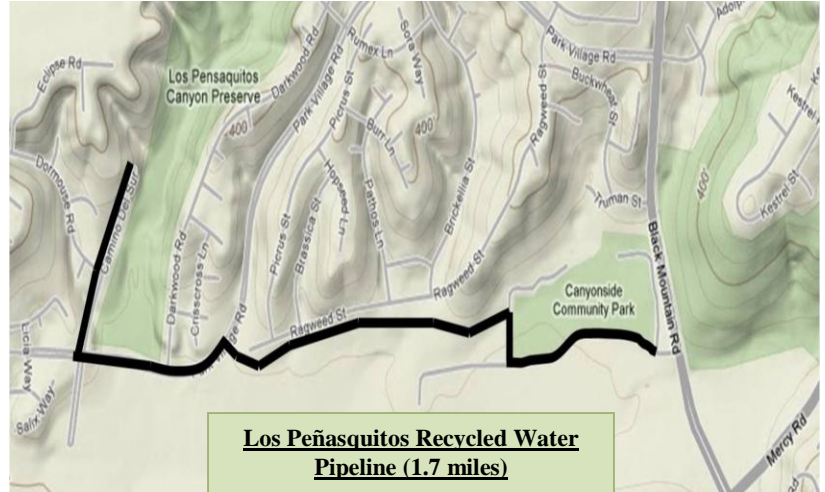 Eclipse Rd
Dormouse Rd
Camino Del Sur
Licia Way
Salix Way
Los Pensaquitos
Canyon Preserve
Darkwood Rd
400
Park Village Rd
Rumex Ln
Sora Way
Picrus St
Burr Ln
400
Hopseed Ln
Pathos Ln
Brickellia St
Darkwood Rd
Crisscross Ln
Picrus St
Brassica St
Ragweed St
Ragweed St
Ragweed St
Park Village Rd
Buckwheat St
Truman St
Canyonside
Community Park
Black Mountain Rd
400'
Kestrel St
Mercy Rd
Los Peñasquitos Recycled Water
Pipeline (1.7 miles)